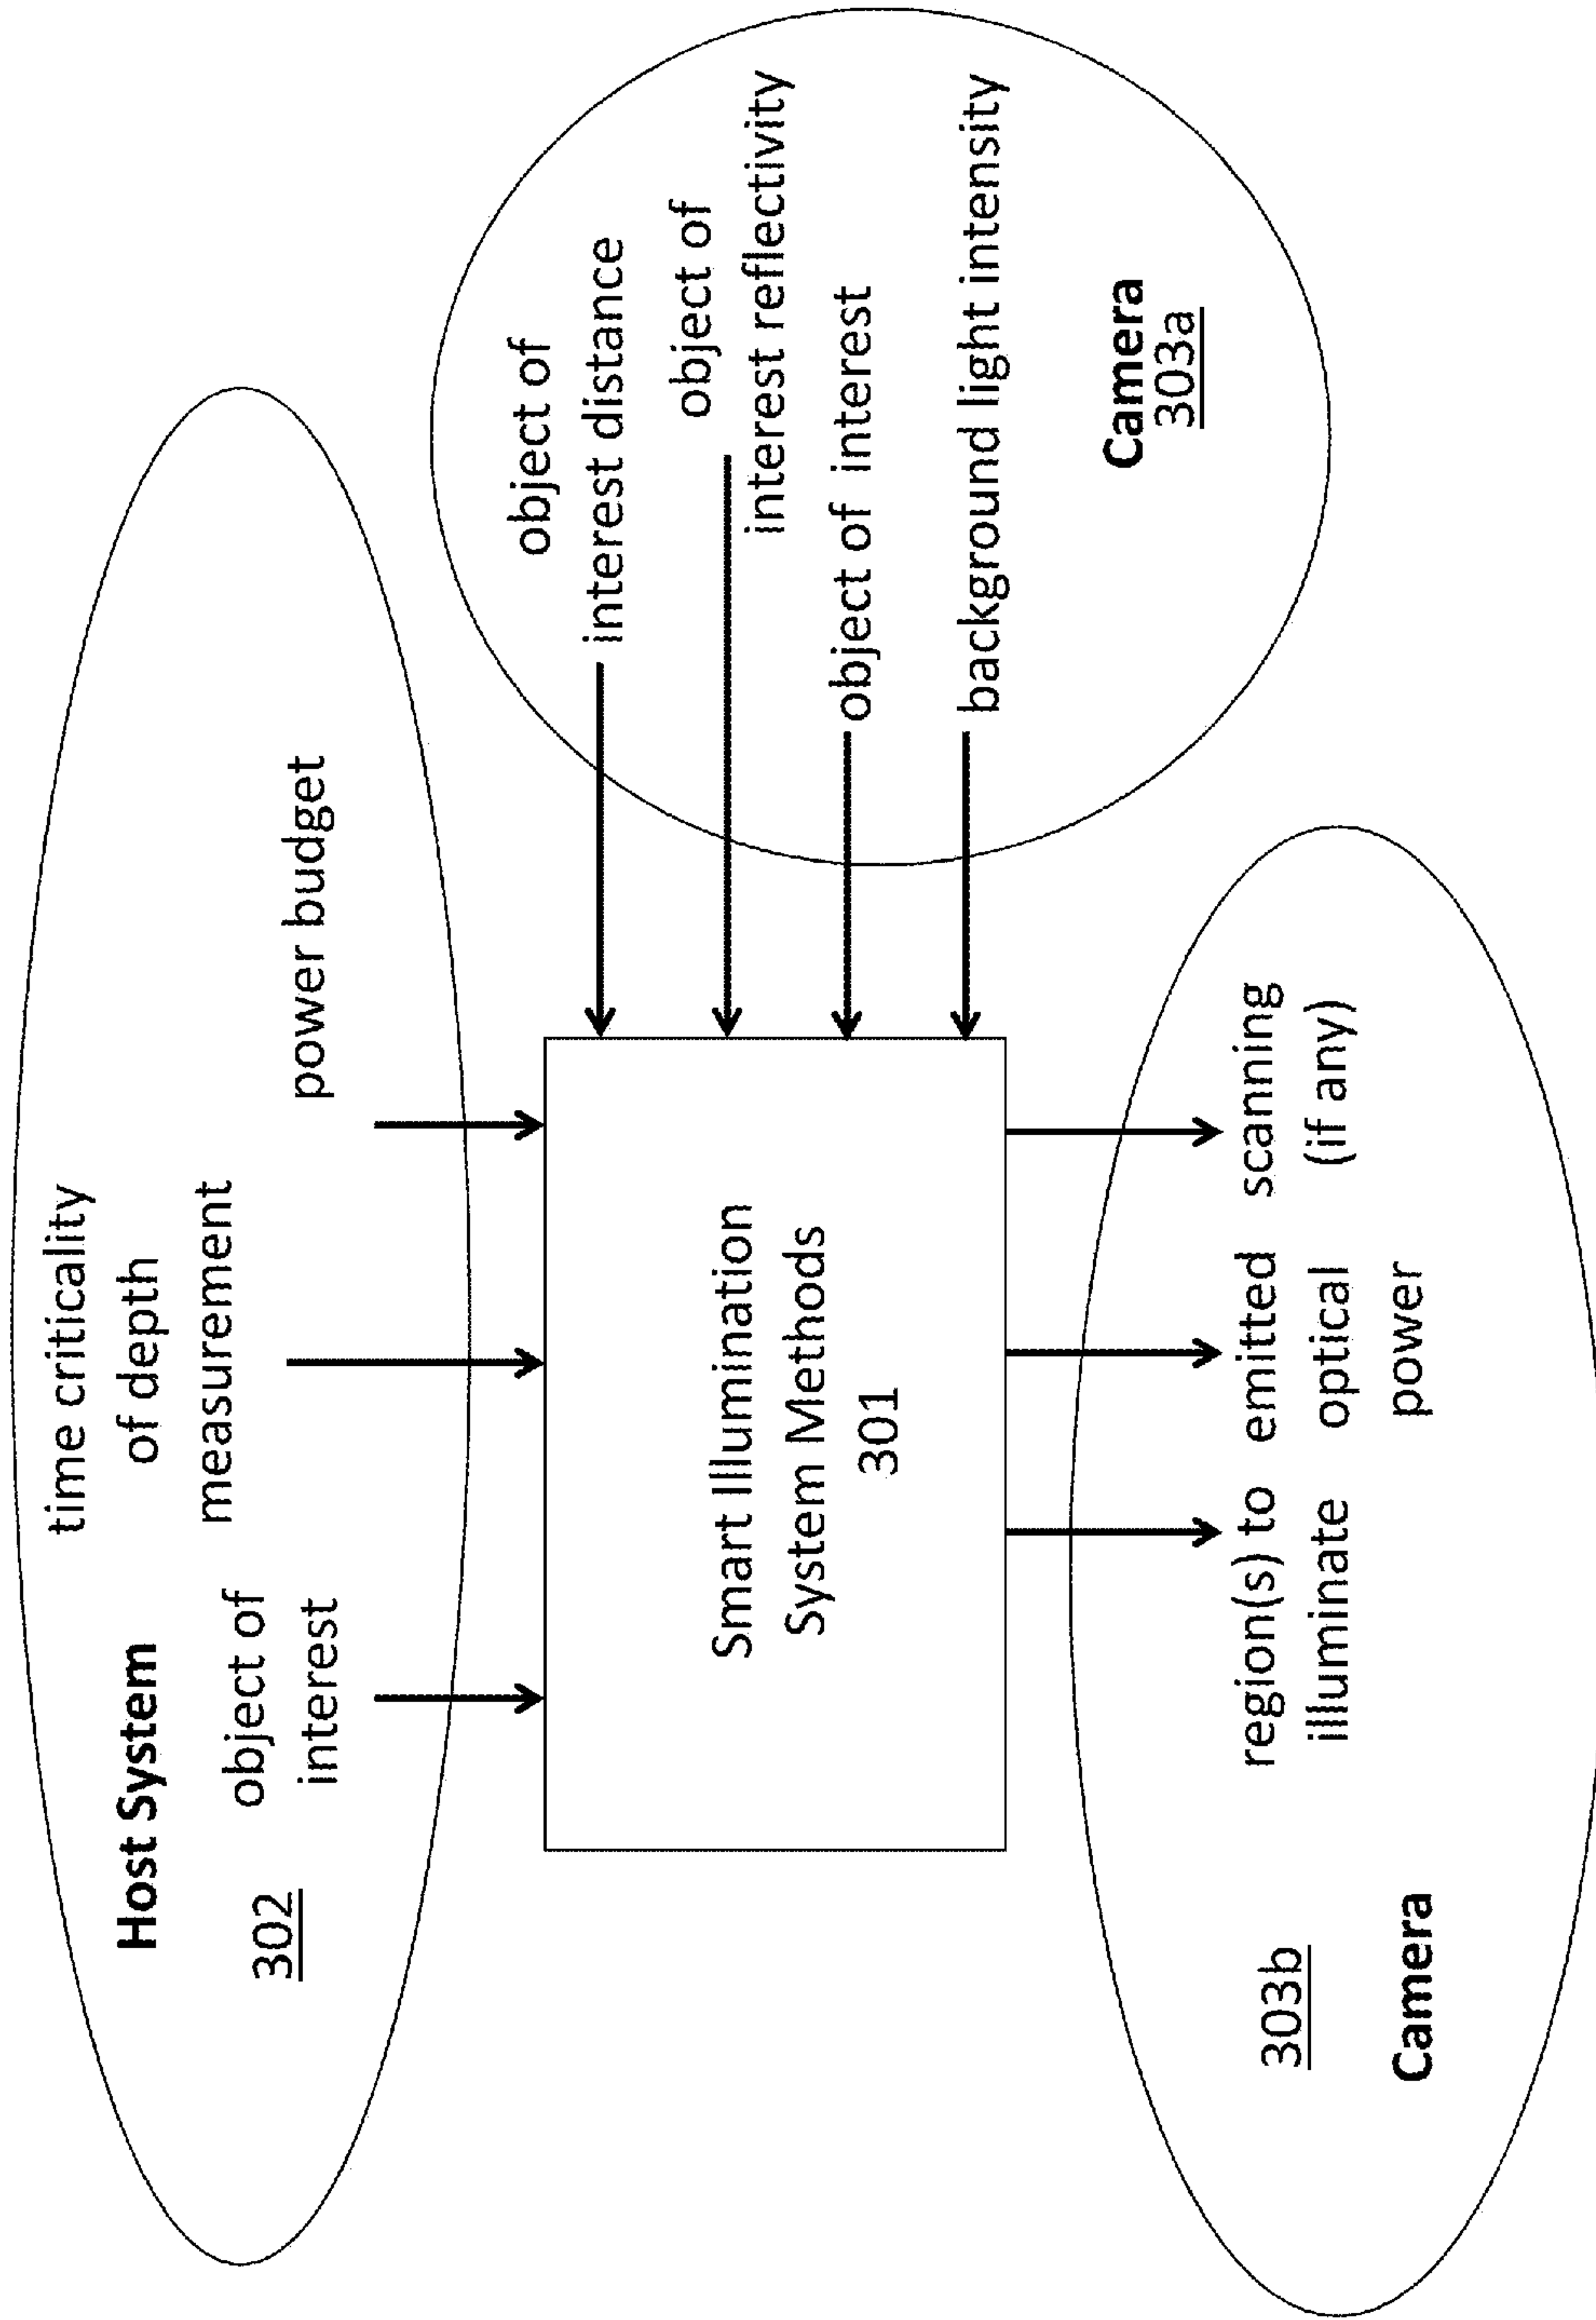 Host System
302
object of
interest
time criticality
of depth
measurement
power budget
Smart Illumination
System Methods
301
object of
interest distance
object of
interest reflectivity
object of interest
background light intensity
Camera
303a
region(s) to
illuminate
emitted
optical
power
scanning
(if any)
303b
Camera